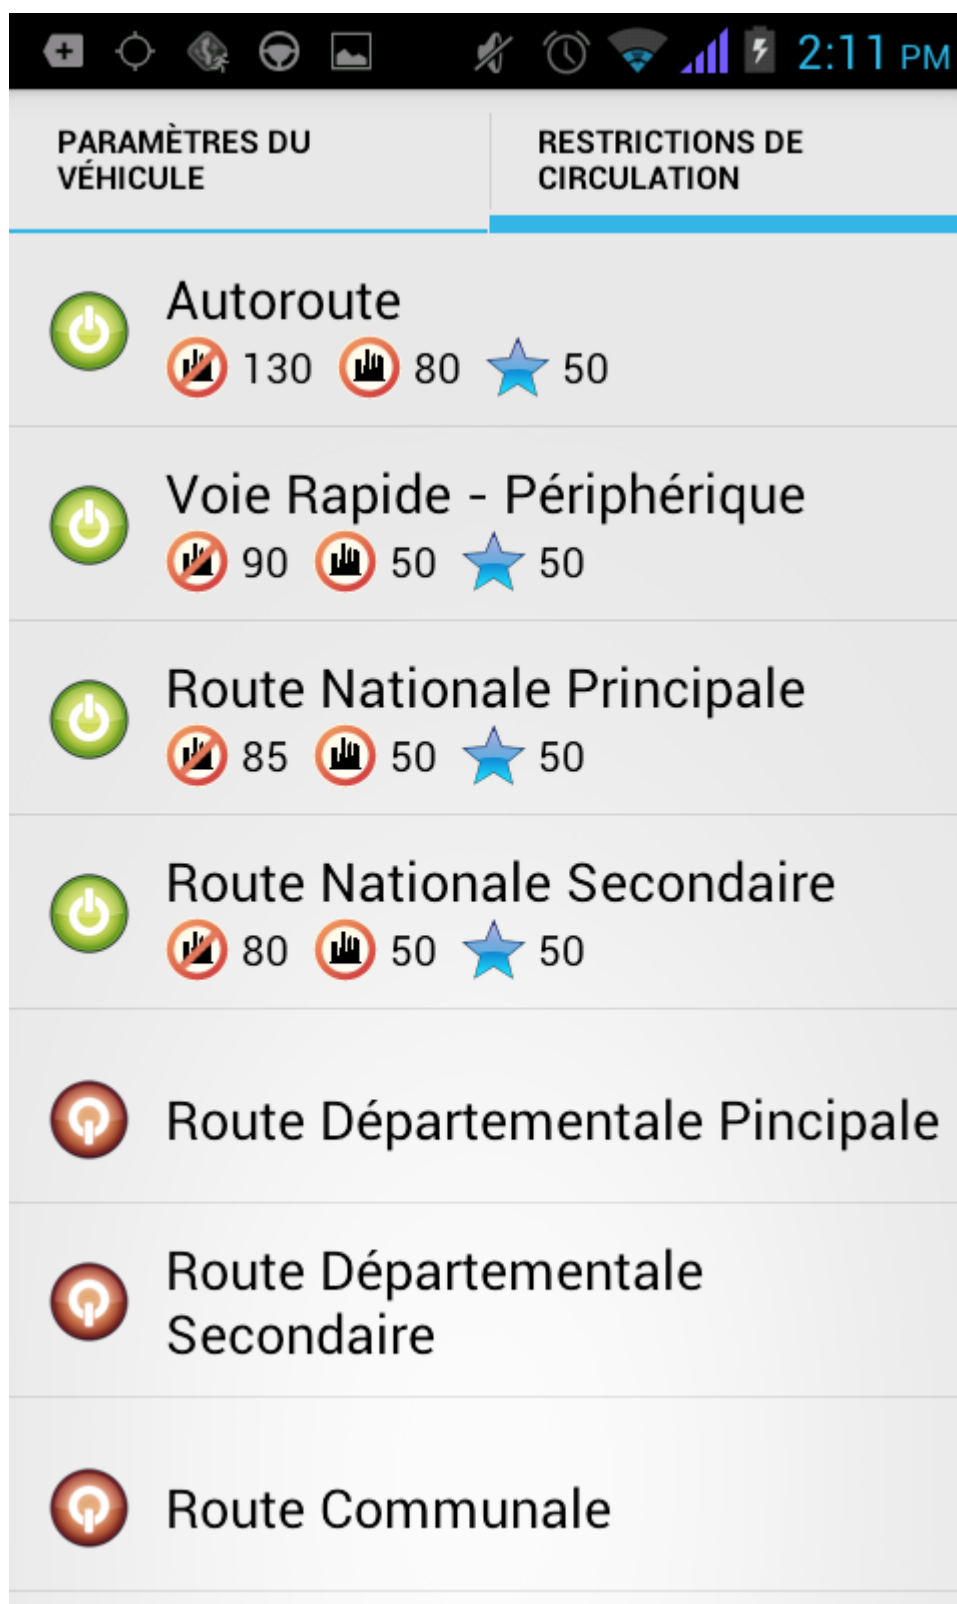 2:11 PM
PARAMÈTRES DU
VÉHICULE
RESTRICTIONS DE
CIRCULATION
Autoroute
130 80 50
Voie Rapide - Périphérique
90 50 50
Route Nationale Principale
85 50 50
Route Nationale Secondaire
80 50 50
Route Départementale Pincipale
Route Départementale
Secondaire
Route Communale